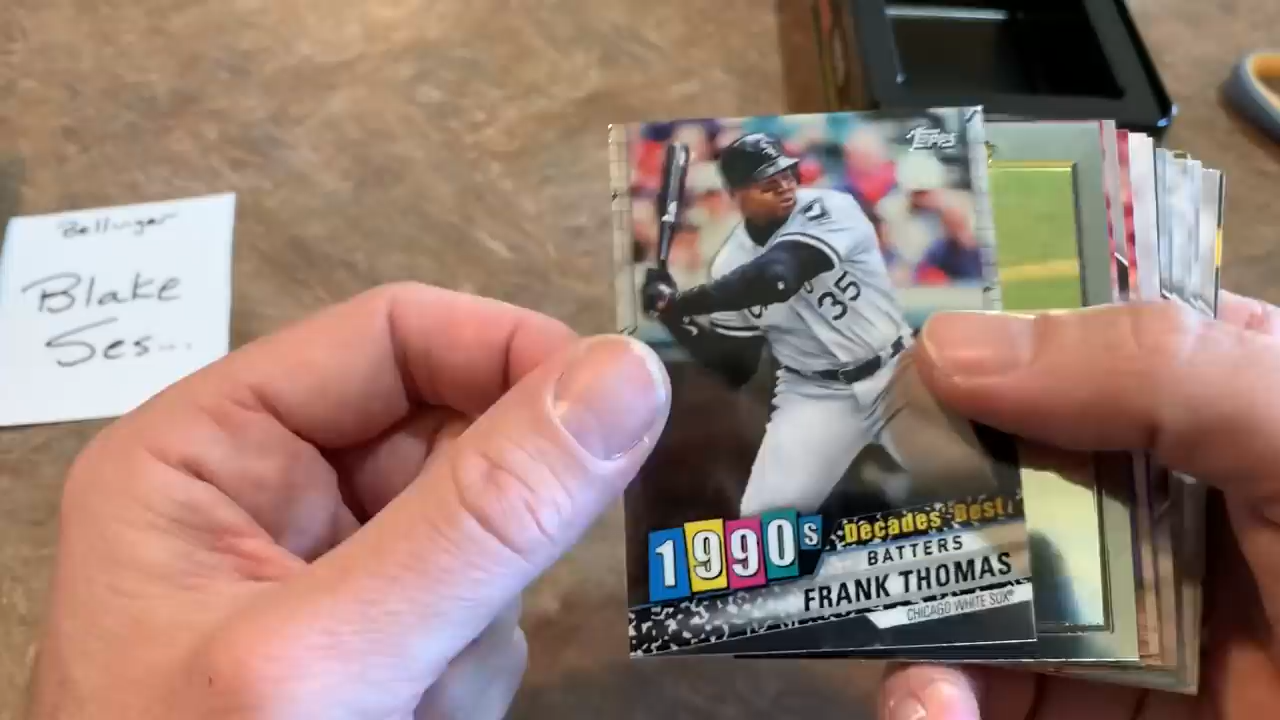 Bellinger
Blake
Ses...
Topps
35
1990s
Decades' Best
BATTERS
FRANK THOMAS
CHICAGO WHITE SOX®